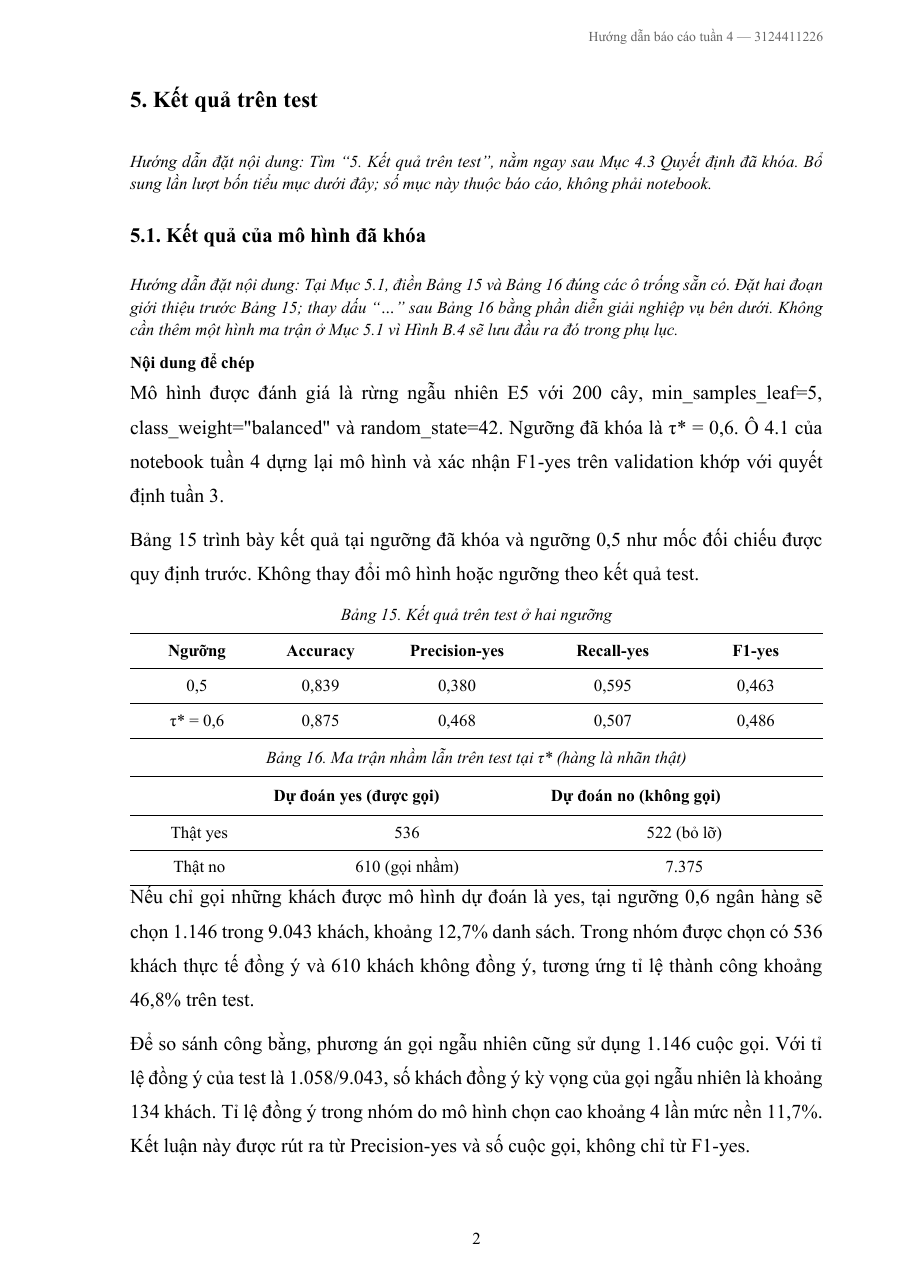 Hướng dẫn báo cáo tuần 4 — 3124411226
5. Kết quả trên test
Hướng dẫn đặt nội dung: Tìm “5. Kết quả trên test”, nằm ngay sau Mục 4.3 Quyết định đã khóa. Bổ
sung lần lượt bốn tiểu mục dưới đây; số mục này thuộc báo cáo, không phải notebook.
5.1. Kết quả của mô hình đã khóa
Hướng dẫn đặt nội dung: Tại Mục 5.1, điền Bảng 15 và Bảng 16 đúng các ô trống sẵn có. Đặt hai đoạn
giới thiệu trước Bảng 15; thay dấu “…” sau Bảng 16 bằng phần diễn giải nghiệp vụ bên dưới. Không
cần thêm một hình ma trận ở Mục 5.1 vì Hình B.4 sẽ lưu đầu ra đó trong phụ lục.
Nội dung để chép
Mô hình được đánh giá là rừng ngẫu nhiên E5 với 200 cây, min_samples_leaf=5,
class_weight="balanced" và random_state=42. Ngưỡng đã khóa là τ* = 0,6. Ô 4.1 của
notebook tuần 4 dựng lại mô hình và xác nhận F1-yes trên validation khớp với quyết
định tuần 3.
Bảng 15 trình bày kết quả tại ngưỡng đã khóa và ngưỡng 0,5 như mốc đối chiếu được
quy định trước. Không thay đổi mô hình hoặc ngưỡng theo kết quả test.
Bảng 15. Kết quả trên test ở hai ngưỡng
Ngưỡng Accuracy Precision-yes Recall-yes F1-yes
0,5 0,839 0,380 0,595 0,463
τ* = 0,6 0,875 0,468 0,507 0,486
Bảng 16. Ma trận nhầm lẫn trên test tại τ* (hàng là nhãn thật)
Dự đoán yes (được gọi) Dự đoán no (không gọi)
Thật yes 536 522 (bỏ lỡ)
Thật no 610 (gọi nhầm) 7.375
Nếu chỉ gọi những khách được mô hình dự đoán là yes, tại ngưỡng 0,6 ngân hàng sẽ
chọn 1.146 trong 9.043 khách, khoảng 12,7% danh sách. Trong nhóm được chọn có 536
khách thực tế đồng ý và 610 khách không đồng ý, tương ứng tỉ lệ thành công khoảng
46,8% trên test.
Để so sánh công bằng, phương án gọi ngẫu nhiên cũng sử dụng 1.146 cuộc gọi. Với tỉ
lệ đồng ý của test là 1.058/9.043, số khách đồng ý kỳ vọng của gọi ngẫu nhiên là khoảng
134 khách. Tỉ lệ đồng ý trong nhóm do mô hình chọn cao khoảng 4 lần mức nền 11,7%.
Kết luận này được rút ra từ Precision-yes và số cuộc gọi, không chỉ từ F1-yes.
2